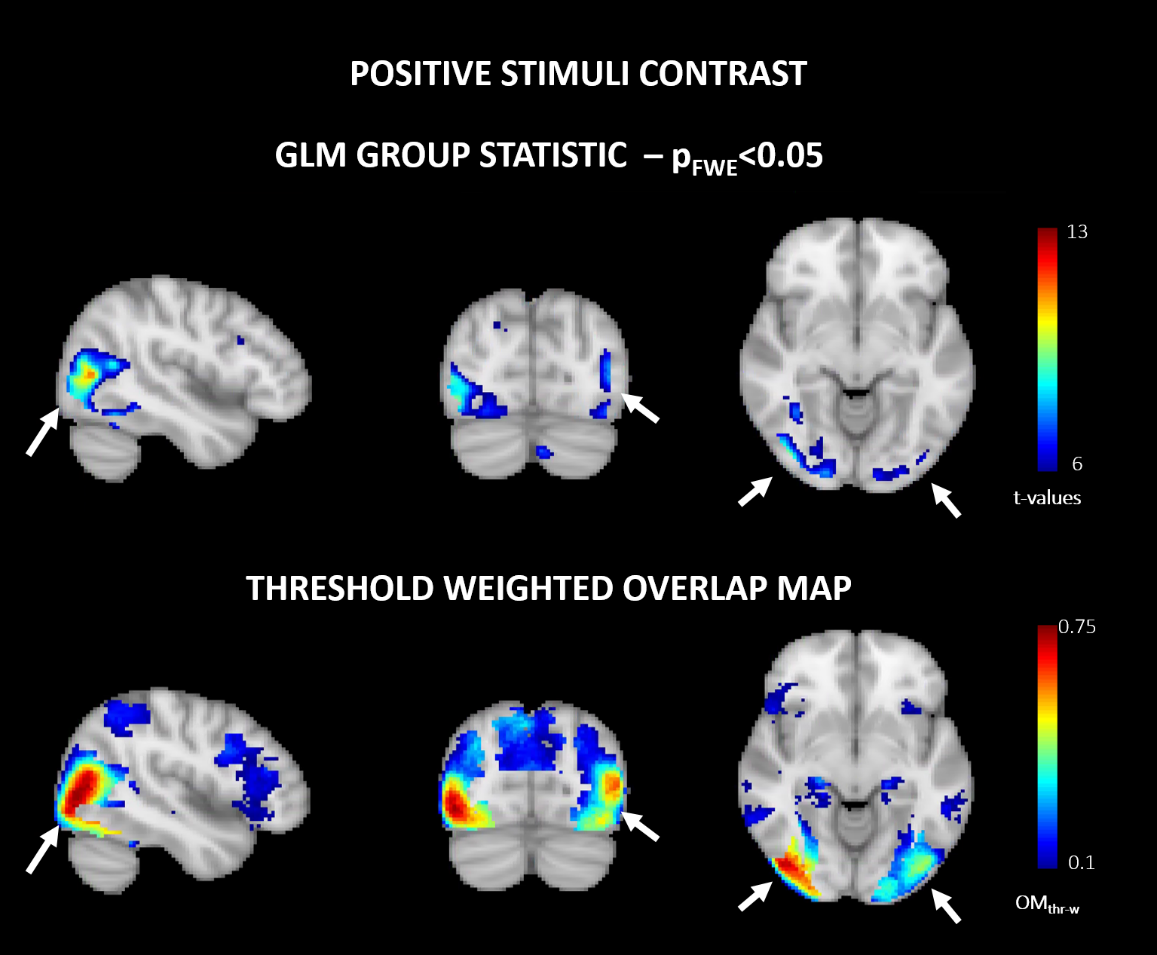 POSITIVE STIMULI CONTRAST
GLM GROUP STATISTIC – pFWE<0.05
13
6
t-values
THRESHOLD WEIGHTED OVERLAP MAP
0.75
0.1
OMthr-w